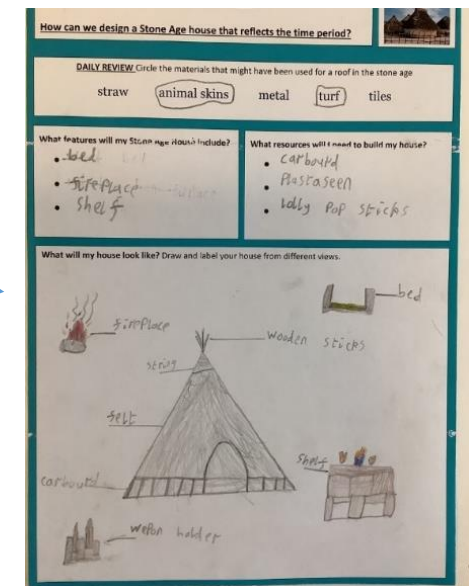 How can we design a Stone Age house that reflects the time period?
DAILY REVIEW Circle the materials that might have been used for a roof in the stone age
straw animal skins metal turf tiles
What features will my Stone Age House include?
• bed
• fireplace
• shelf
What resources will I need to build my house?
• carbourd
• Plastaseen
• lolly Pop sticks
What will my house look like? Draw and label your house from different views.
fireplace
bed
wooden sticks
string
felt
shelf
carbourd
wepon holder